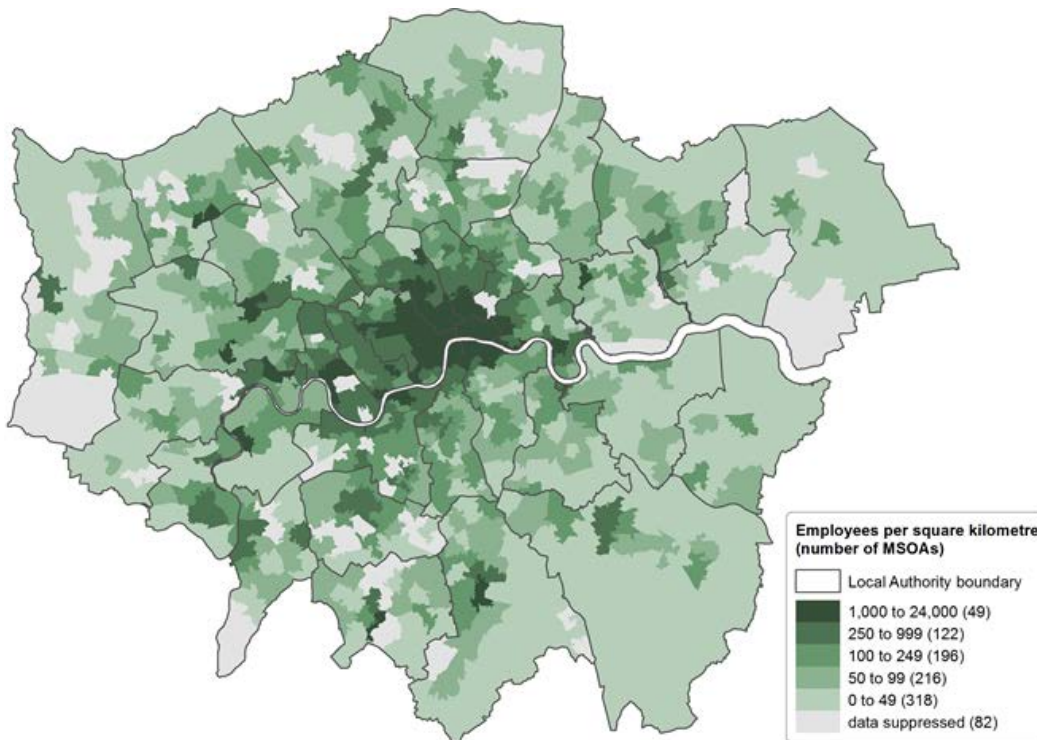 Employees per square kilometre
(number of MSOAs)
Local Authority boundary
1,000 to 24,000 (49)
250 to 999 (122)
100 to 249 (196)
50 to 99 (216)
0 to 49 (318)
data suppressed (82)